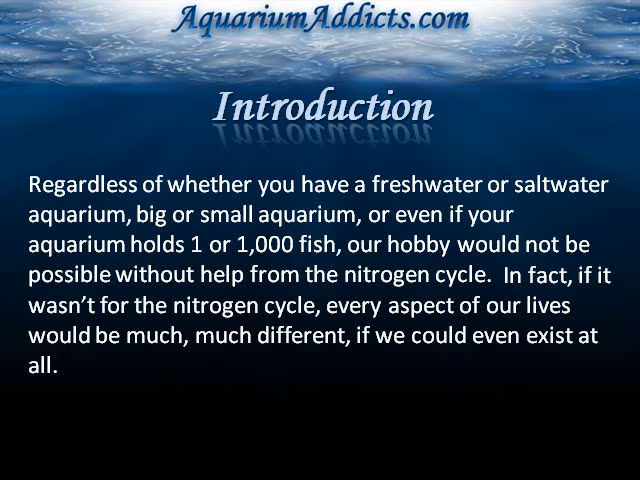 AquariumAddicts.com
Introduction
Regardless of whether you have a freshwater or saltwater
aquarium, big or small aquarium, or even if your
aquarium holds 1 or 1,000 fish, our hobby would not be
possible without help from the nitrogen cycle.  In fact, if it
wasn’t for the nitrogen cycle, every aspect of our lives
would be much, much different, if we could even exist at
all.